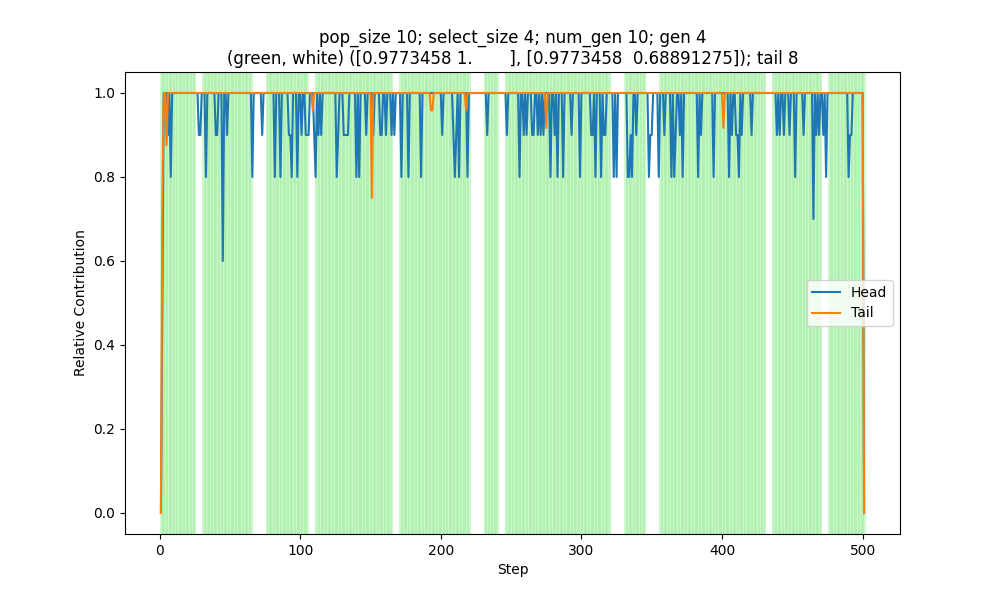 pop_size 10; select_size 4; num_gen 10; gen 4
(green, white) ([0.9773458 1.       ], [0.9773458  0.68891275]); tail 8
1.0
0.8
0.6
0.4
0.2
0.0
Relative Contribution
Head
Tail
0
100
200
300
400
500
Step